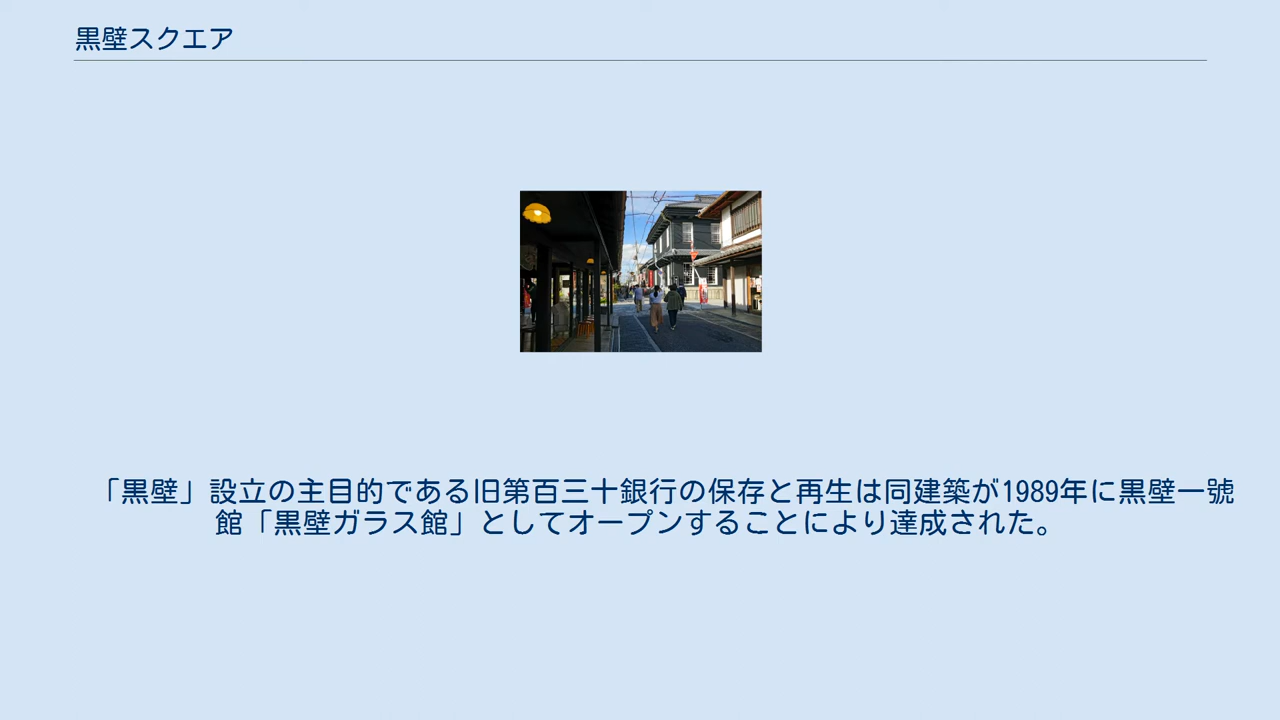 黒壁スクエア
「黒壁」設立の主目的である旧第百三十銀行の保存と再生は同建築が1989年に黒壁一號
館「黒壁ガラス館」としてオープンすることにより達成された。